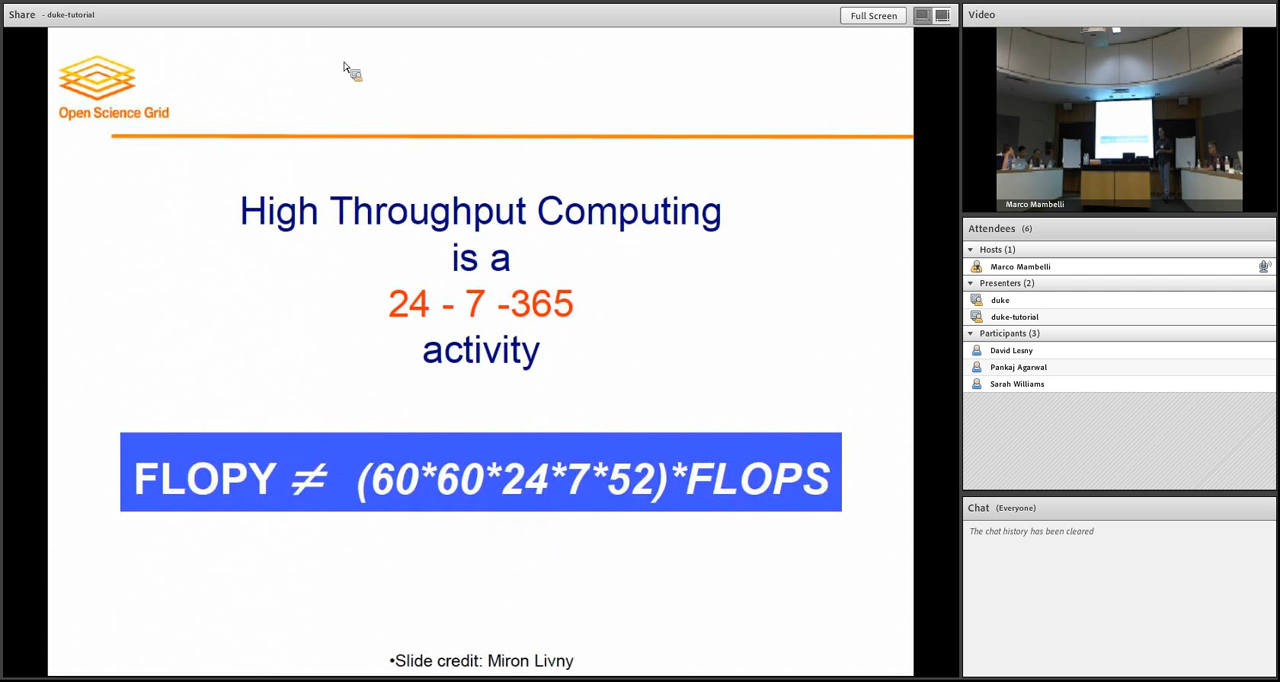 Share - duke-tutorial
Full Screen
Open Science Grid
High Throughput Computing
is a
24 - 7 -365
activity
FLOPY ≠ (60*60*24*7*52)*FLOPS
•Slide credit: Miron Livny
Video
Marco Mambelli
Attendees (6)
Hosts (1)
Marco Mambelli
Presenters (2)
duke
duke-tutorial
Participants (3)
David Lesny
Pankaj Agarwal
Sarah Williams
Chat (Everyone)
The chat history has been cleared